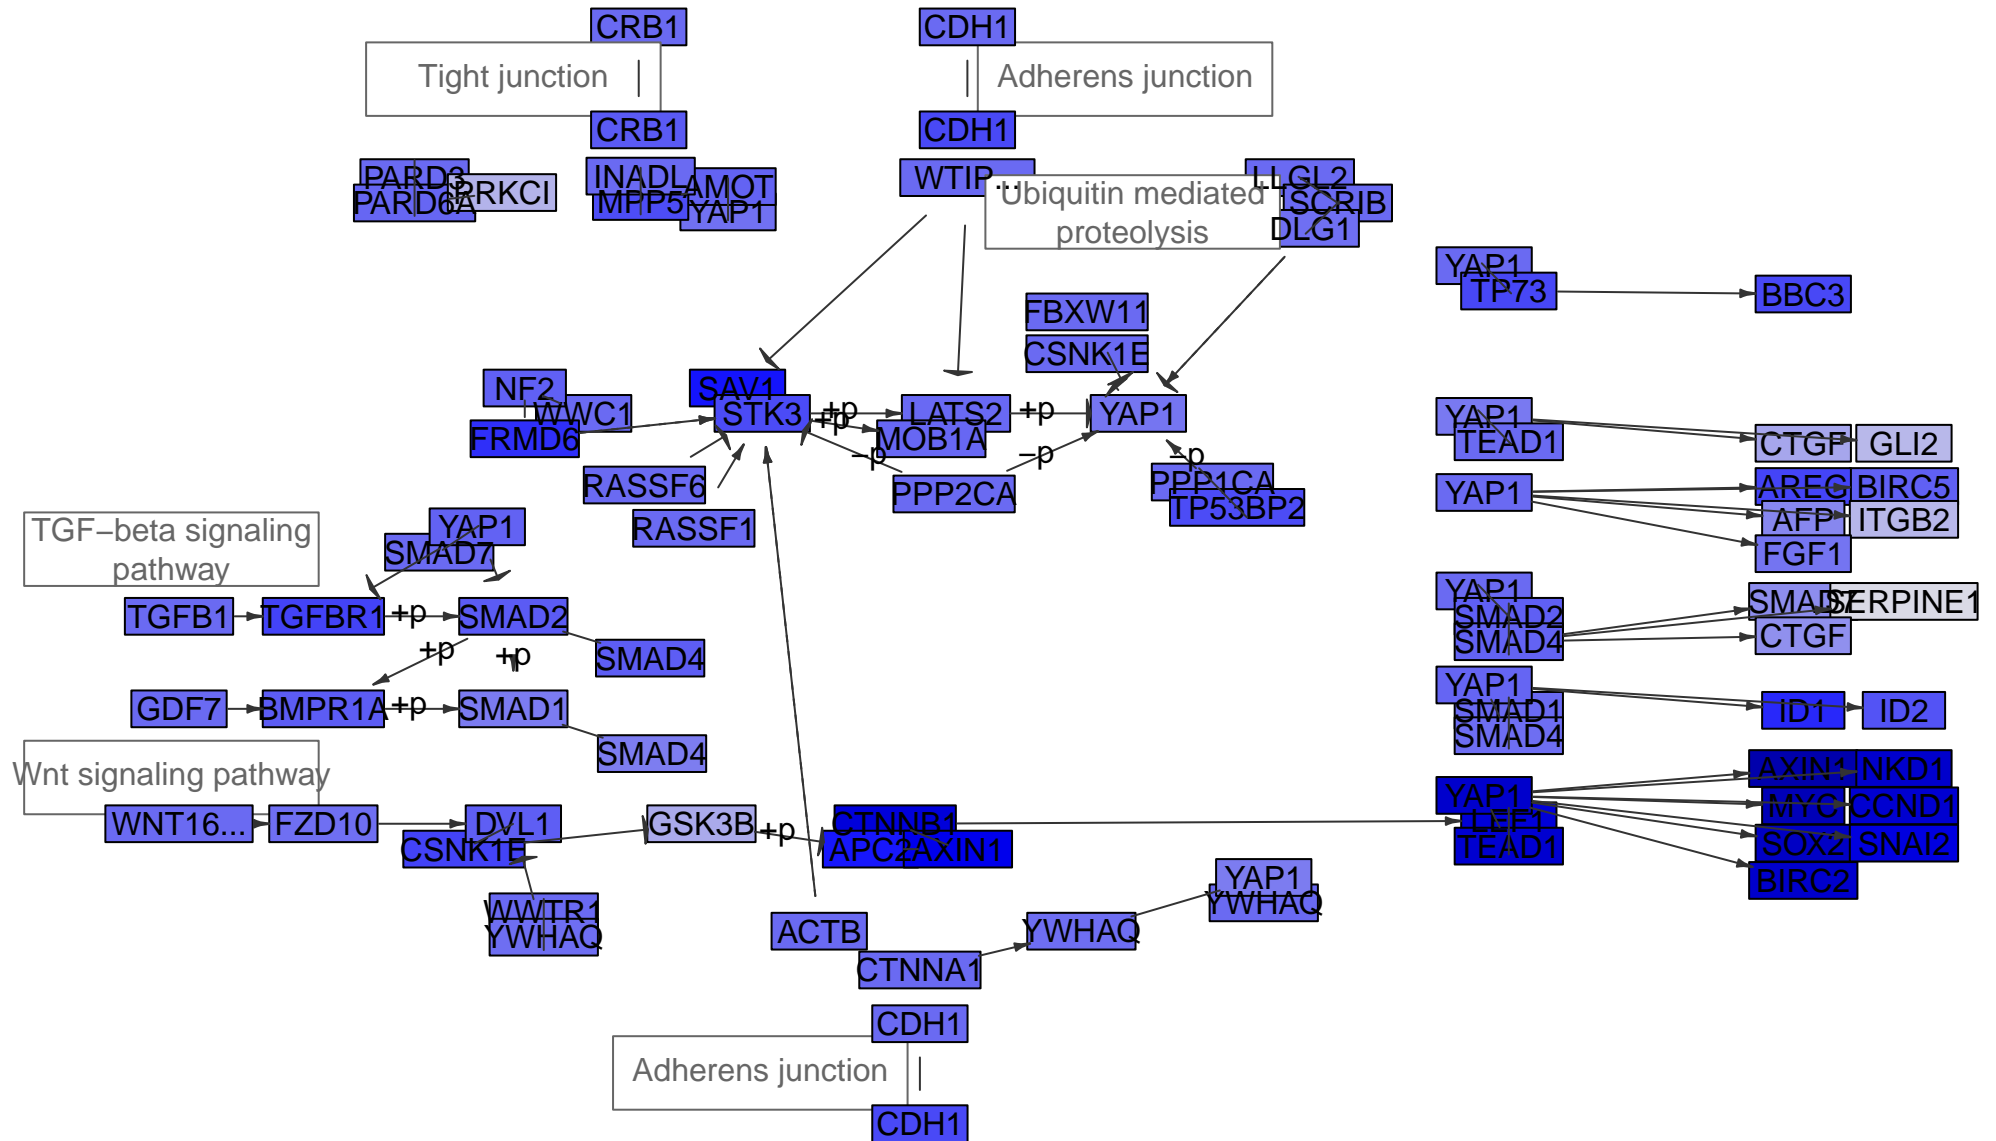 CRB1
CDH1
Tight junction
Adherens junction
CRB1
CDH1
PARD3
PARD6A
PRKCI
INADL
MPP5
AMOT
YAP1
WTIP...
Ubiquitin mediated
proteolysis
LLGL2
SCRIB
DLG1
YAP1
TP73
BBC3
FBXW11
CSNK1E
NF2
WWC1
FRMD6
SAV1
STK3
+p
+p
LATS2
MOB1A
+p
YAP1
−p
−p
−p
RASSF6
RASSF1
PPP2CA
PPP1CA
TP53BP2
YAP1
TEAD1
CTGF
GLI2
YAP1
AREG
BIRC5
AFP
ITGB2
FGF1
TGF−beta signaling
pathway
YAP1
SMAD7
TGFB1
TGFBR1
+p
SMAD2
+p
+p
SMAD4
YAP1
SMAD2
SMAD4
SMAD7
SERPINE1
CTGF
GDF7
BMPR1A
+p
SMAD1
SMAD4
YAP1
SMAD1
SMAD4
ID1
ID2
Wnt signaling pathway
WNT16...
FZD10
DVL1
CSNK1E
GSK3B
+p
CTNNB1
APC2
AXIN1
YAP1
LEF1
TEAD1
AXIN1
NKD1
MYC
CCND1
SOX2
SNAI2
BIRC2
WWTR1
YWHAQ
ACTB
CTNNA1
YWHAQ
YAP1
YWHAQ
CDH1
Adherens junction
CDH1